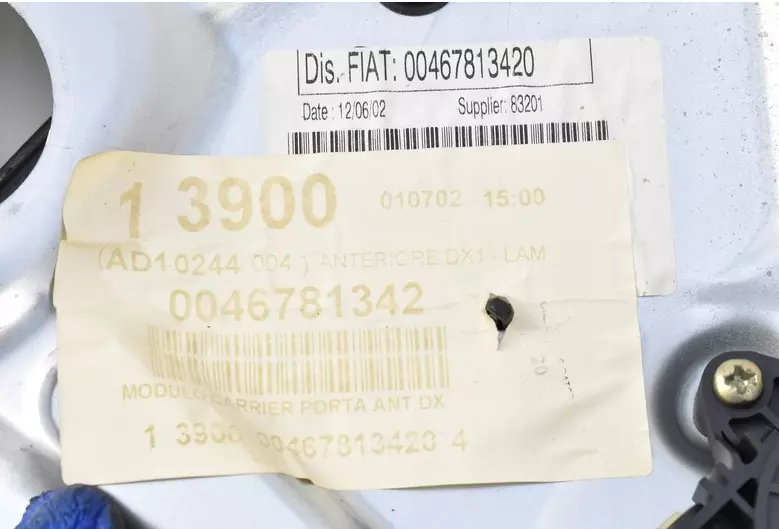 Dis. FIAT: 00467813420
Date : 12/06/02 Supplier: 83201
1 3900 010702 15:00
(AD10244 004 ) ANTERIORE DX1 - LAM
0046781342
MODULO CARRIER PORTA ANT.DX
1 3900 00467813420 4
20